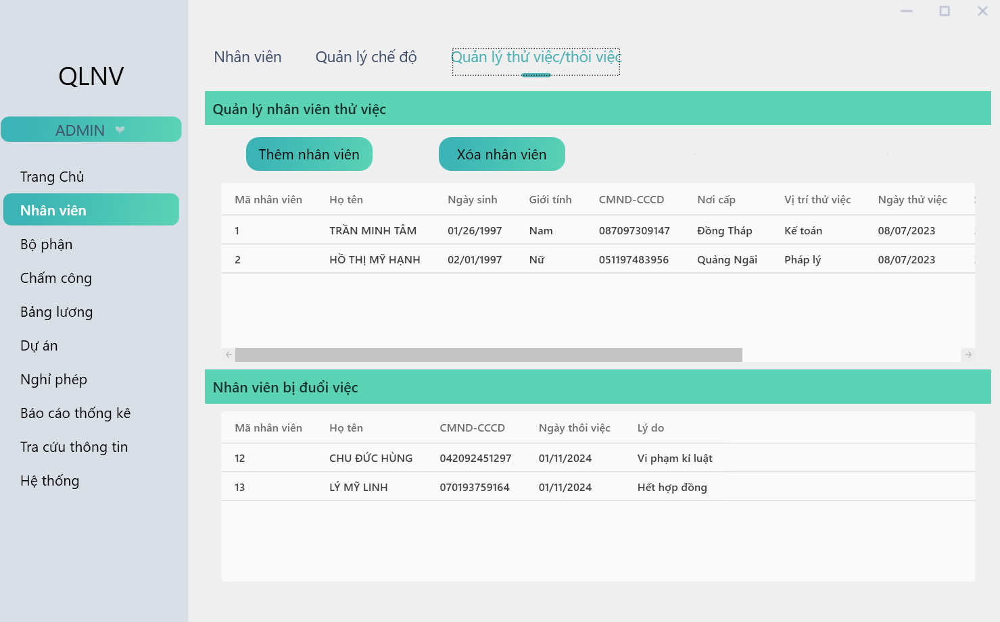 QLNV
ADMIN
Trang Chủ
Nhân viên
Bộ phận
Chấm công
Bảng lương
Dự án
Nghỉ phép
Báo cáo thống kê
Tra cứu thông tin
Hệ thống
Nhân viên Quản lý chế độ Quản lý thử việc/thôi việc
Quản lý nhân viên thử việc
Thêm nhân viên Xóa nhân viên
Mã nhân viên Họ tên Ngày sinh Giới tính CMND-CCCD Nơi cấp Vị trí thử việc Ngày thử việc
1 TRẦN MINH TÂM 01/26/1997 Nam 087097309147 Đồng Tháp Kế toán 08/07/2023
2 HỒ THỊ MỸ HẠNH 02/01/1997 Nữ 051197483956 Quảng Ngãi Pháp lý 08/07/2023
Nhân viên bị đuổi việc
Mã nhân viên Họ tên CMND-CCCD Ngày thôi việc Lý do
12 CHU ĐỨC HÙNG 042092451297 01/11/2024 Vi phạm kỉ luật
13 LÝ MỸ LINH 070193759164 01/11/2024 Hết hợp đồng